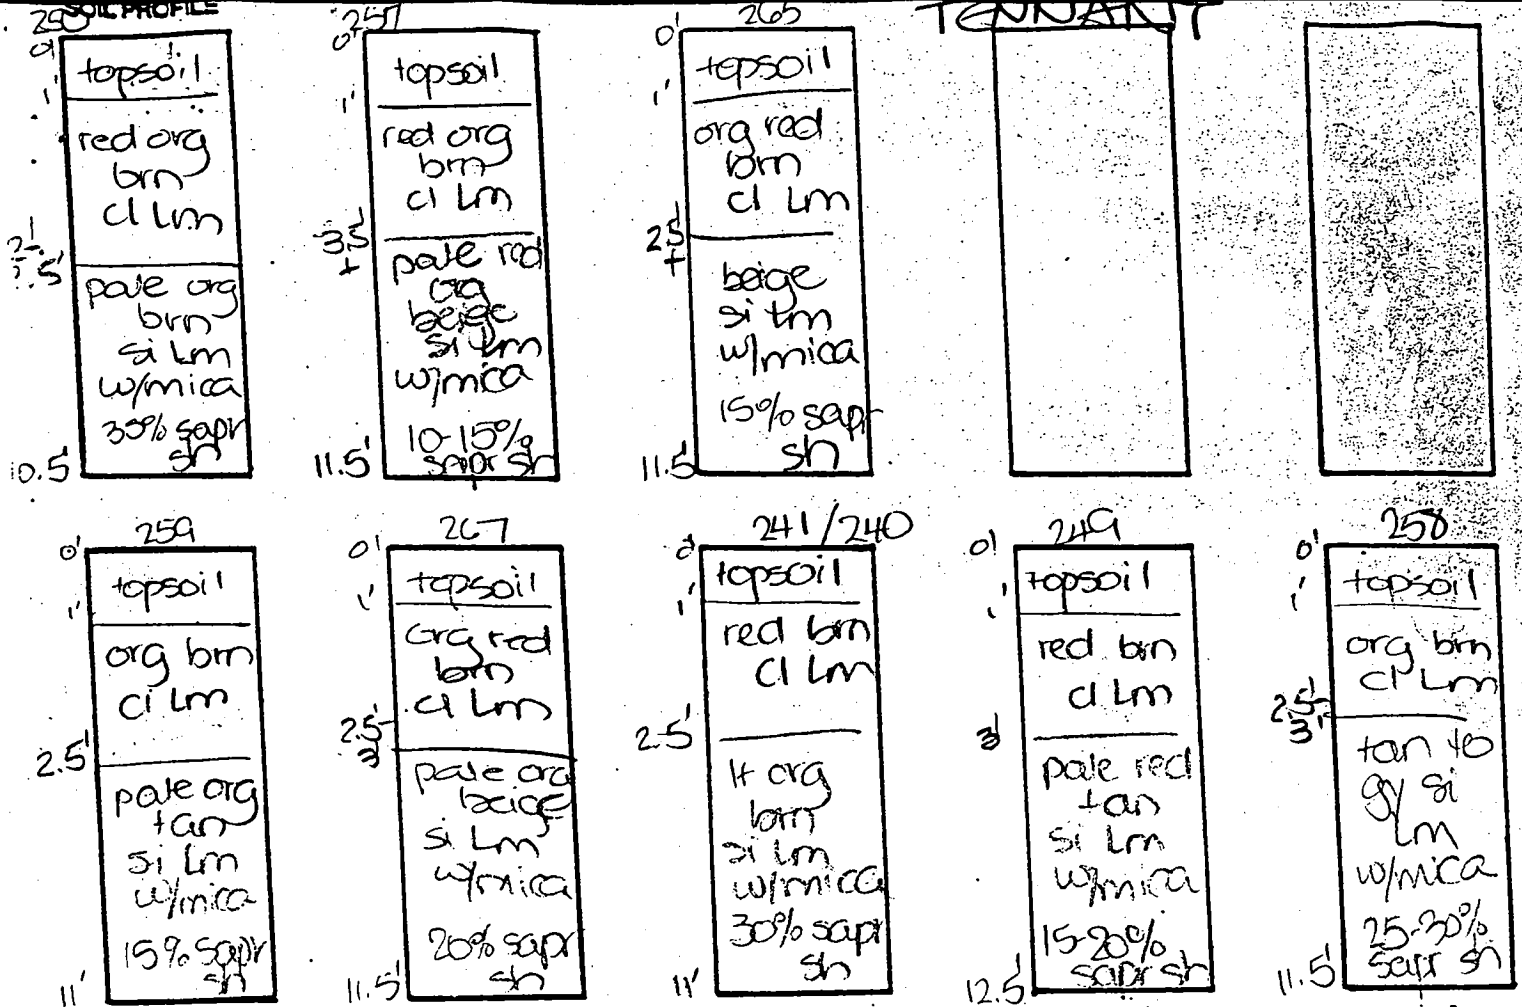 SOIL PROFILE
TENNANT
257
0'
topsoil
1'
red org
brn
cl Lm
3.5'
+
pale red
org
beige
si Lm
w/mica
10-15%
sapr sh
11.5'
0'
topsoil
1'
red org
brn
cl Lm
pale org
brn
si Lm
w/mica
sapr
sh
10.5'
265
0'
topsoil
1'
org red
brn
cl Lm
2.5'
+
beige
si Lm
w/mica
15% sapr
sh
11.5'
259
0'
topsoil
1'
org brn
cl Lm
2.5'
pale org
tan
si Lm
w/mica
15% sapr
sh
11'
267
0'
topsoil
1'
org red
brn
cl Lm
2.5'-
3'
pale org
beige
si Lm
w/mica
20% sapr
sh
11.5'
241/240
0'
topsoil
1'
red brn
cl Lm
2.5'
lt org
brn
si Lm
w/mica
30% sapr
sh
11'
249
0'
topsoil
1'
red brn
cl Lm
3'
pale red
tan
si Lm
w/mica
15-20%
sapr sh
12.5'
258
0'
topsoil
1'
org brn
cl Lm
2.5'-
3'
tan to
gy si
Lm
w/mica
25-30%
sapr sh
11.5'